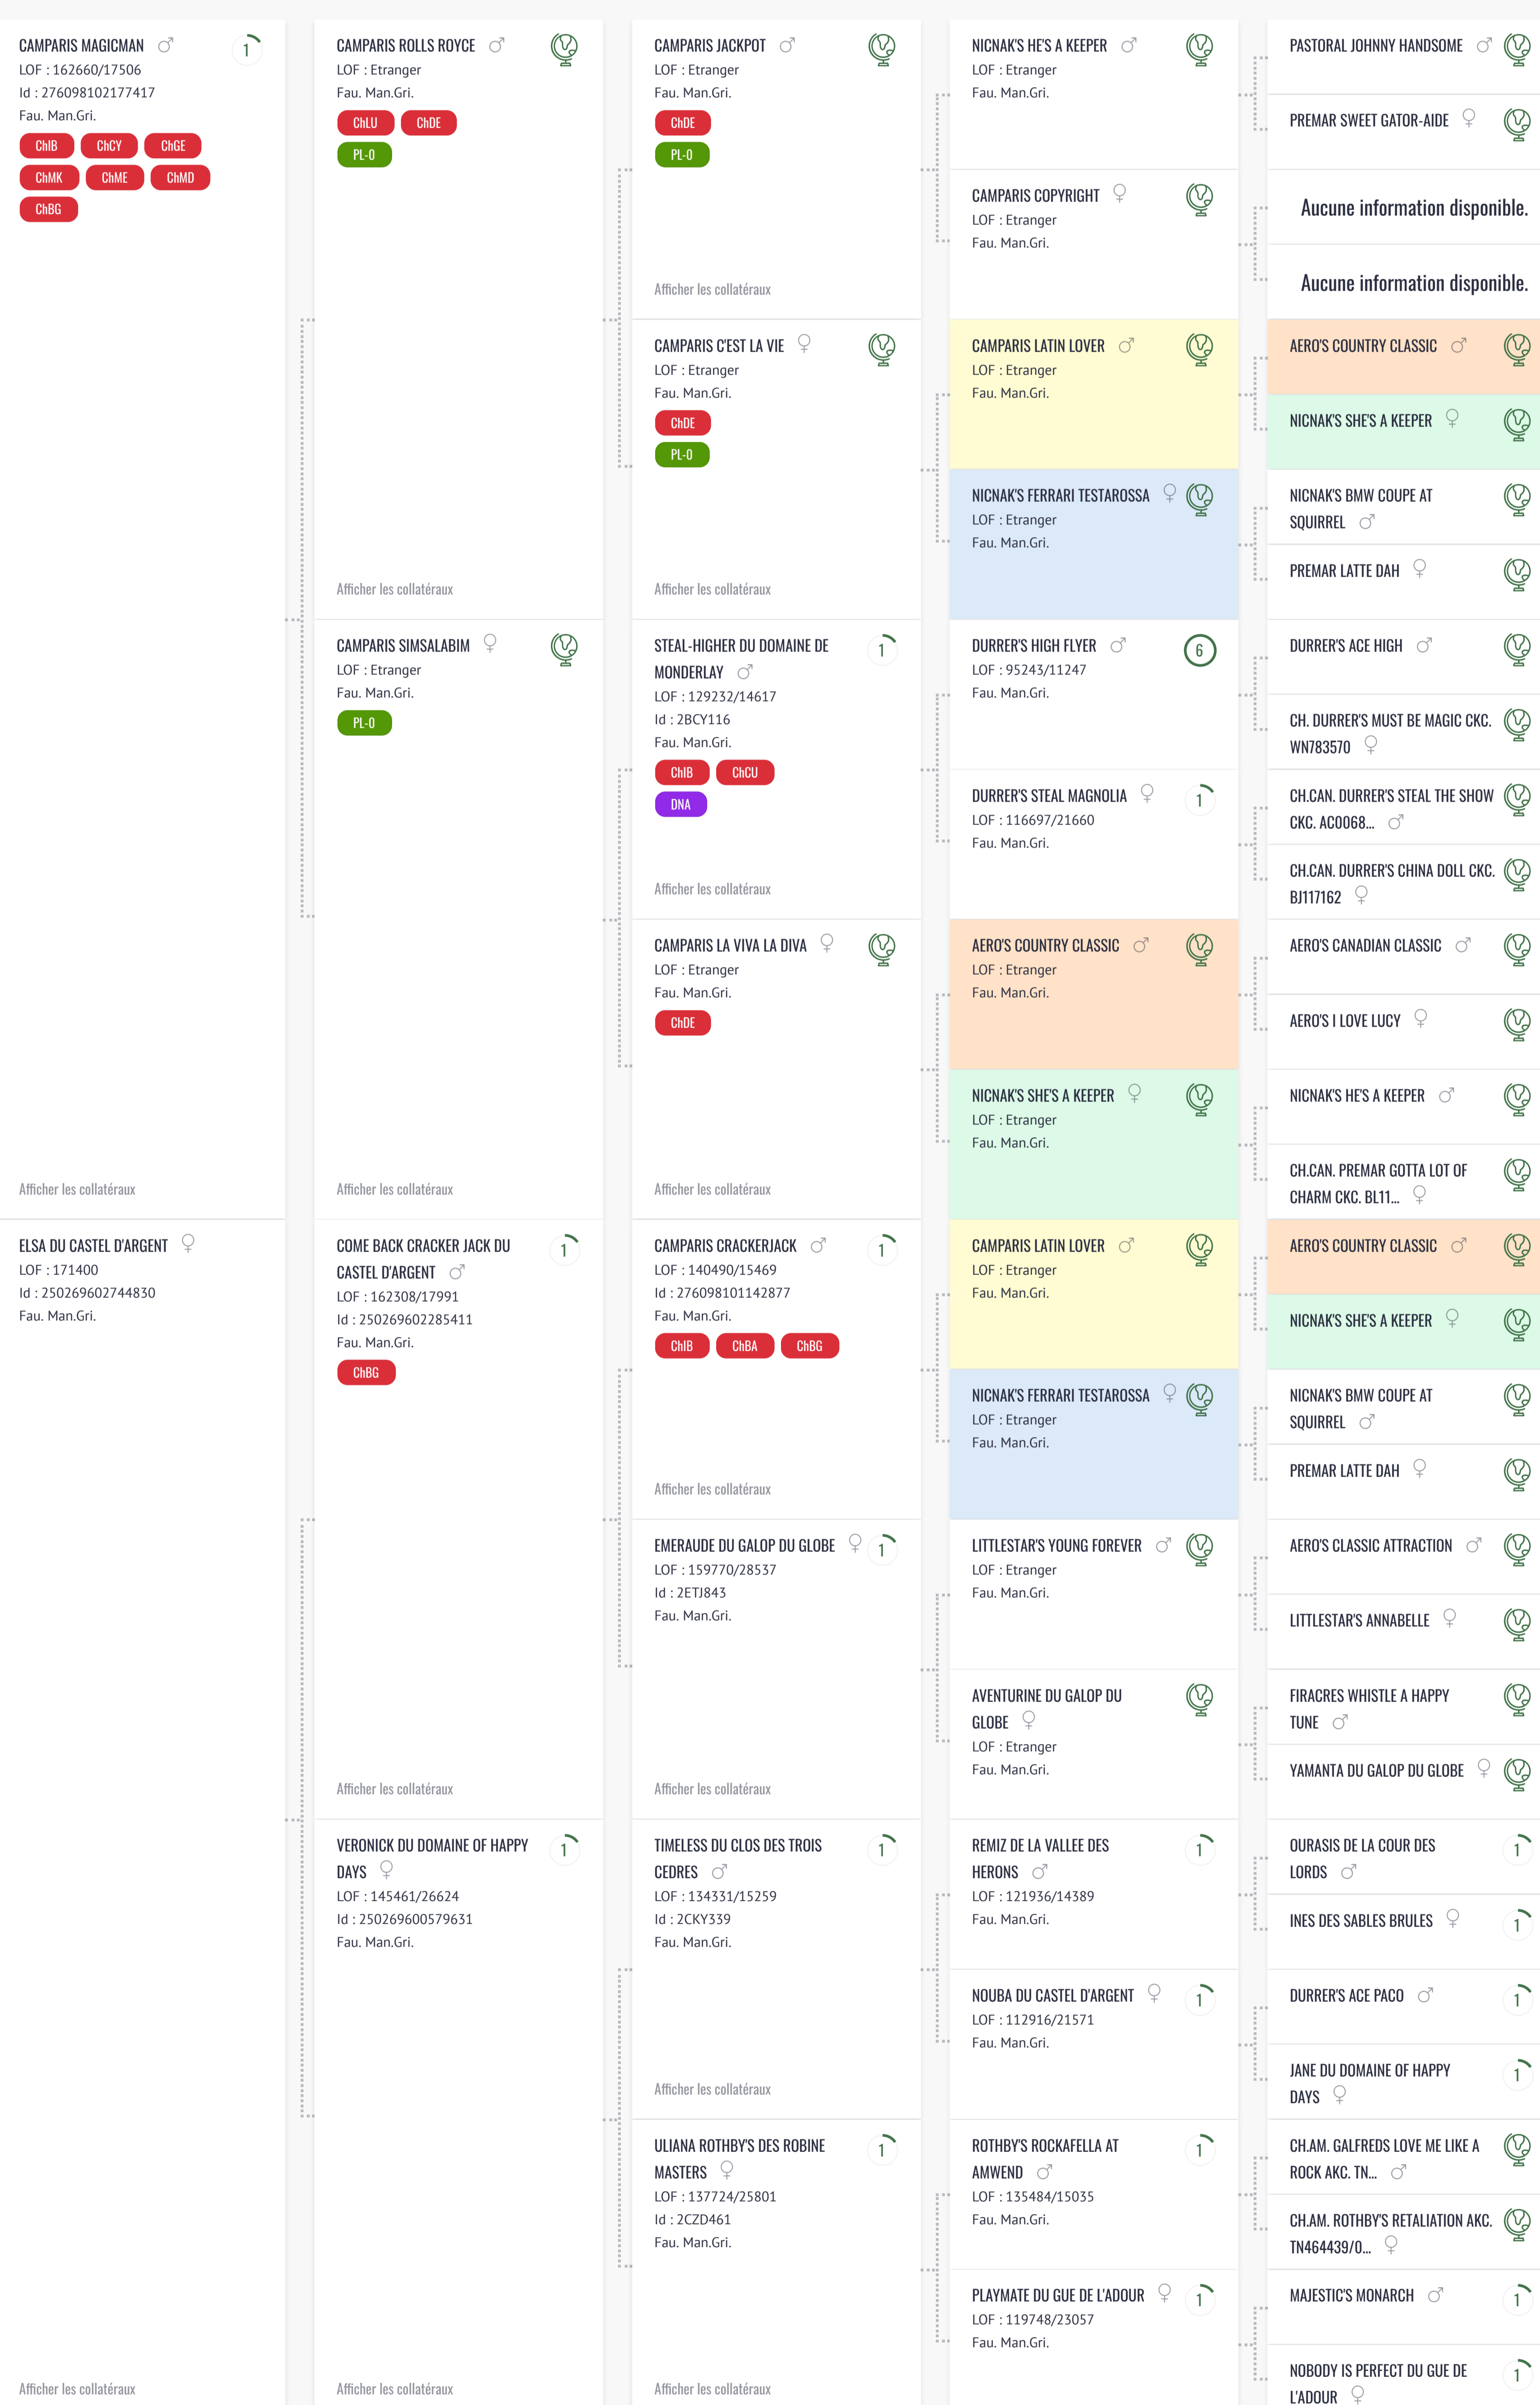 CAMPARIS MAGICMAN
1
LOF : 162660/17506
Id : 276098102177417
Fau. Man.Gri.
ChIB ChCY ChGE
ChMK ChME ChMD
ChBG
Afficher les collatéraux
ELSA DU CASTEL D'ARGENT
LOF : 171400
Id : 250269602744830
Fau. Man.Gri.
Afficher les collatéraux
CAMPARIS ROLLS ROYCE
LOF : Etranger
Fau. Man.Gri.
ChLU ChDE
PL-0
Afficher les collatéraux
CAMPARIS SIMSALABIM
LOF : Etranger
Fau. Man.Gri.
PL-0
Afficher les collatéraux
COME BACK CRACKER JACK DU
CASTEL D'ARGENT
1
LOF : 162308/17991
Id : 250269602285411
Fau. Man.Gri.
ChBG
Afficher les collatéraux
VERONICK DU DOMAINE OF HAPPY
DAYS
1
LOF : 145461/26624
Id : 250269600579631
Fau. Man.Gri.
Afficher les collatéraux
CAMPARIS JACKPOT
LOF : Etranger
Fau. Man.Gri.
ChDE
PL-0
Afficher les collatéraux
CAMPARIS C'EST LA VIE
LOF : Etranger
Fau. Man.Gri.
ChDE
PL-0
Afficher les collatéraux
STEAL-HIGHER DU DOMAINE DE
MONDERLAY
1
LOF : 129232/14617
Id : 2BCY116
Fau. Man.Gri.
ChIB ChCU
DNA
Afficher les collatéraux
CAMPARIS LA VIVA LA DIVA
LOF : Etranger
Fau. Man.Gri.
ChDE
Afficher les collatéraux
CAMPARIS CRACKERJACK
1
LOF : 140490/15469
Id : 276098101142877
Fau. Man.Gri.
ChIB ChBA ChBG
Afficher les collatéraux
EMERAUDE DU GALOP DU GLOBE
1
LOF : 159770/28537
Id : 2ETJ843
Fau. Man.Gri.
Afficher les collatéraux
TIMELESS DU CLOS DES TROIS
CEDRES
1
LOF : 134331/15259
Id : 2CKY339
Fau. Man.Gri.
Afficher les collatéraux
ULIANA ROTHBY'S DES ROBINE
MASTERS
1
LOF : 137724/25801
Id : 2CZD461
Fau. Man.Gri.
Afficher les collatéraux
NICNAK'S HE'S A KEEPER
LOF : Etranger
Fau. Man.Gri.
CAMPARIS COPYRIGHT
LOF : Etranger
Fau. Man.Gri.
CAMPARIS LATIN LOVER
LOF : Etranger
Fau. Man.Gri.
NICNAK'S FERRARI TESTAROSSA
LOF : Etranger
Fau. Man.Gri.
DURRER'S HIGH FLYER
6
LOF : 95243/11247
Fau. Man.Gri.
DURRER'S STEAL MAGNOLIA
1
LOF : 116697/21660
Fau. Man.Gri.
AERO'S COUNTRY CLASSIC
LOF : Etranger
Fau. Man.Gri.
NICNAK'S SHE'S A KEEPER
LOF : Etranger
Fau. Man.Gri.
CAMPARIS LATIN LOVER
LOF : Etranger
Fau. Man.Gri.
NICNAK'S FERRARI TESTAROSSA
LOF : Etranger
Fau. Man.Gri.
LITTLESTAR'S YOUNG FOREVER
LOF : Etranger
Fau. Man.Gri.
AVENTURINE DU GALOP DU
GLOBE
LOF : Etranger
Fau. Man.Gri.
REMIZ DE LA VALLEE DES
HERONS
1
LOF : 121936/14389
Fau. Man.Gri.
NOUBA DU CASTEL D'ARGENT
1
LOF : 112916/21571
Fau. Man.Gri.
ROTHBY'S ROCKAFELLA AT
AMWEND
1
LOF : 135484/15035
Fau. Man.Gri.
PLAYMATE DU GUE DE L'ADOUR
1
LOF : 119748/23057
Fau. Man.Gri.
PASTORAL JOHNNY HANDSOME
PREMAR SWEET GATOR-AIDE
Aucune information disponible.
Aucune information disponible.
AERO'S COUNTRY CLASSIC
NICNAK'S SHE'S A KEEPER
NICNAK'S BMW COUPE AT
SQUIRREL
PREMAR LATTE DAH
DURRER'S ACE HIGH
CH. DURRER'S MUST BE MAGIC CKC.
WN783570
CH.CAN. DURRER'S STEAL THE SHOW
CKC. AC0068...
CH.CAN. DURRER'S CHINA DOLL CKC.
BJ117162
AERO'S CANADIAN CLASSIC
AERO'S I LOVE LUCY
NICNAK'S HE'S A KEEPER
CH.CAN. PREMAR GOTTA LOT OF
CHARM CKC. BL11...
AERO'S COUNTRY CLASSIC
NICNAK'S SHE'S A KEEPER
NICNAK'S BMW COUPE AT
SQUIRREL
PREMAR LATTE DAH
AERO'S CLASSIC ATTRACTION
LITTLESTAR'S ANNABELLE
FIRACRES WHISTLE A HAPPY
TUNE
YAMANTA DU GALOP DU GLOBE
OURASIS DE LA COUR DES
LORDS
1
INES DES SABLES BRULES
1
DURRER'S ACE PACO
1
JANE DU DOMAINE OF HAPPY
DAYS
1
CH.AM. GALFREDS LOVE ME LIKE A
ROCK AKC. TN...
CH.AM. ROTHBY'S RETALIATION AKC.
TN464439/0...
MAJESTIC'S MONARCH
1
NOBODY IS PERFECT DU GUE DE
L'ADOUR
1